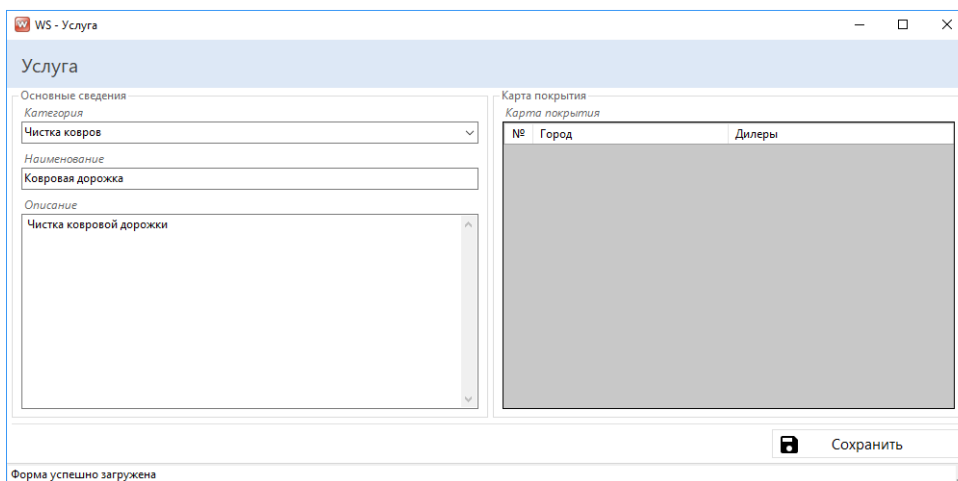 WS - Услуга
Услуга
Основные сведения
Категория
Чистка ковров
Наименование
Ковровая дорожка
Описание
Чистка ковровой дорожки
Карта покрытия
Карта покрытия
№ Город Дилеры
Сохранить
Форма успешно загружена